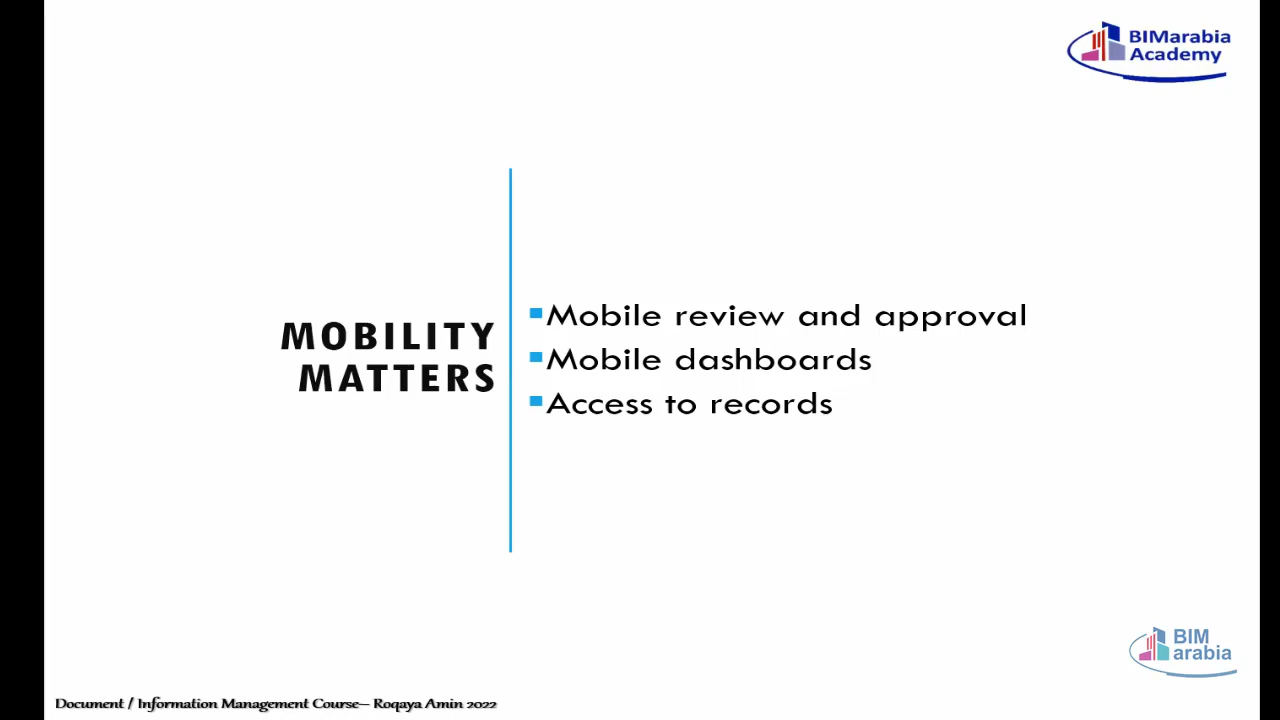 BIMarabia
Academy
MOBILITY
MATTERS
Mobile review and approval
Mobile dashboards
Access to records
BIM
arabia
Document / Information Management Course– Roqaya Amin 2022